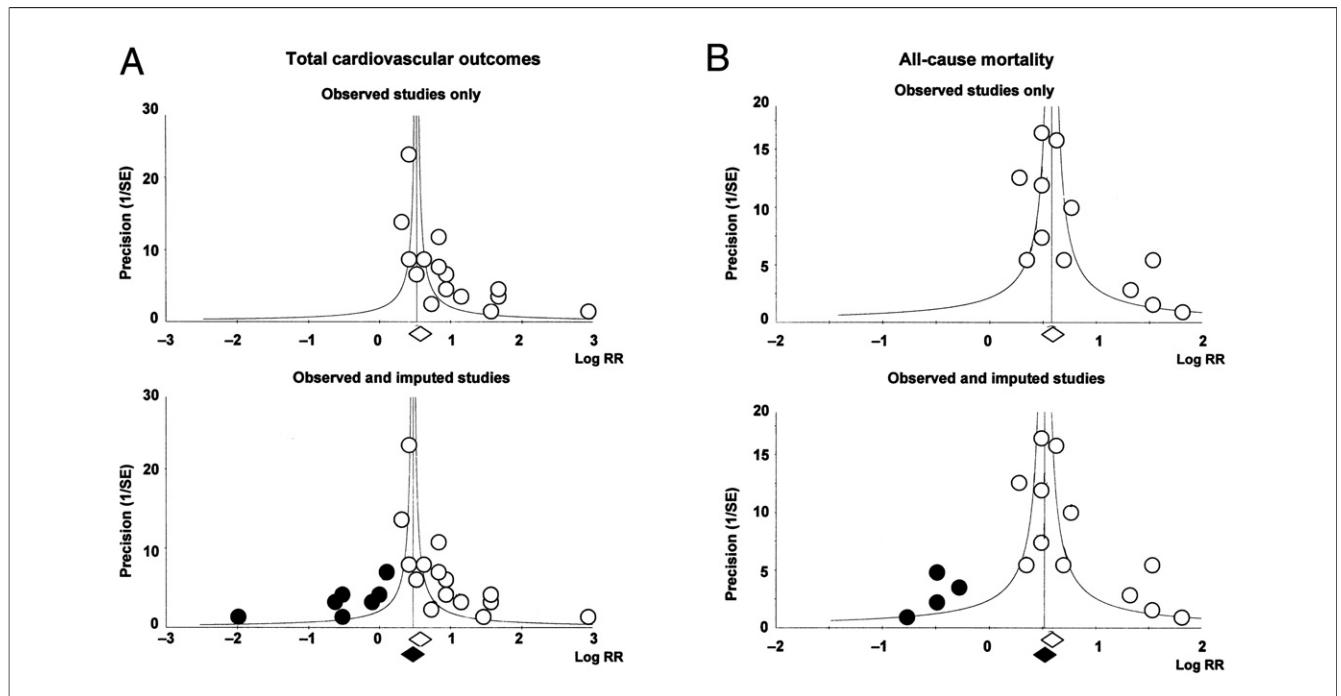 A
Total cardiovascular outcomes
Observed studies only
30
20
10
0
Precision (1/SE)
–3 –2 –1 0 1 2 3
Log RR
Observed and imputed studies
30
20
10
0
Precision (1/SE)
–3 –2 –1 0 1 2 3
Log RR
B
All-cause mortality
Observed studies only
20
15
10
5
0
Precision (1/SE)
–2 –1 0 1 2
Log RR
Observed and imputed studies
20
15
10
5
0
Precision (1/SE)
–2 –1 0 1 2
Log RR